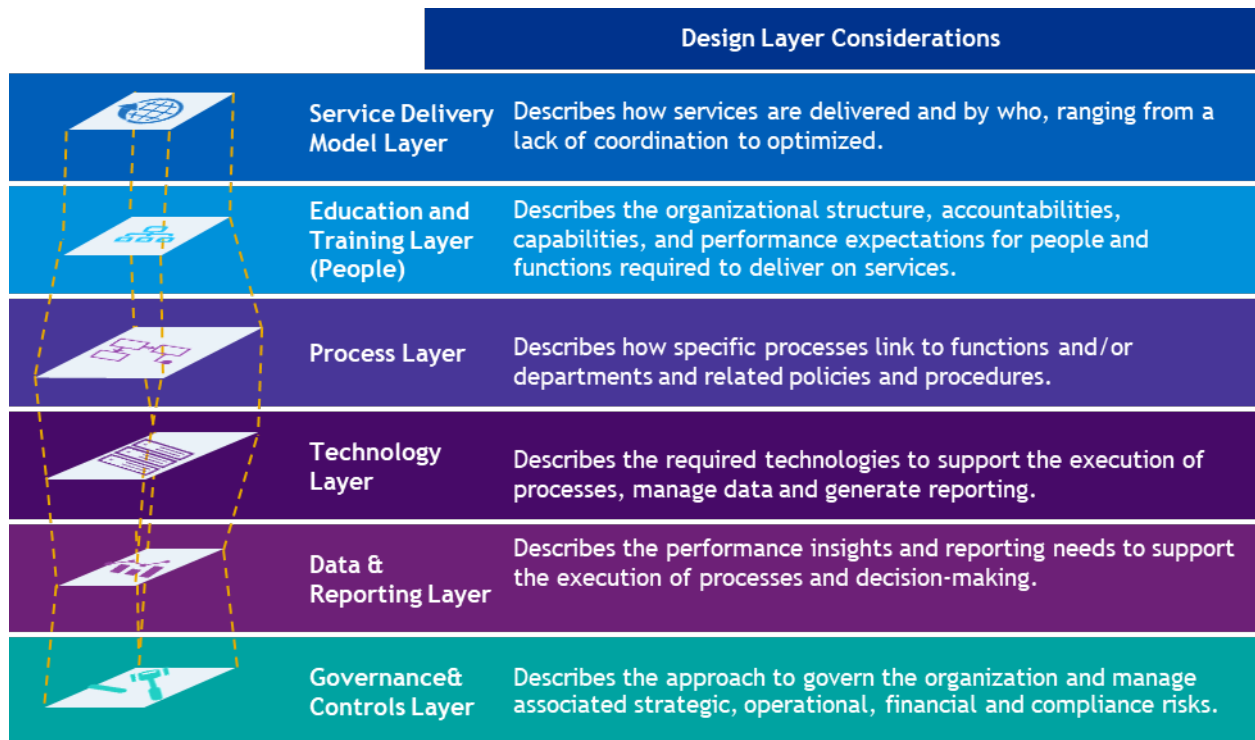 Design Layer Considerations
Service Delivery
Model Layer
Describes how services are delivered and by who, ranging from a
lack of coordination to optimized.
Education and
Training Layer
(People)
Describes the organizational structure, accountabilities,
capabilities, and performance expectations for people and
functions required to deliver on services.
Process Layer
Describes how specific processes link to functions and/or
departments and related policies and procedures.
Technology
Layer
Describes the required technologies to support the execution of
processes, manage data and generate reporting.
Data &
Reporting Layer
Describes the performance insights and reporting needs to support
the execution of processes and decision-making.
Governance&
Controls Layer
Describes the approach to govern the organization and manage
associated strategic, operational, financial and compliance risks.